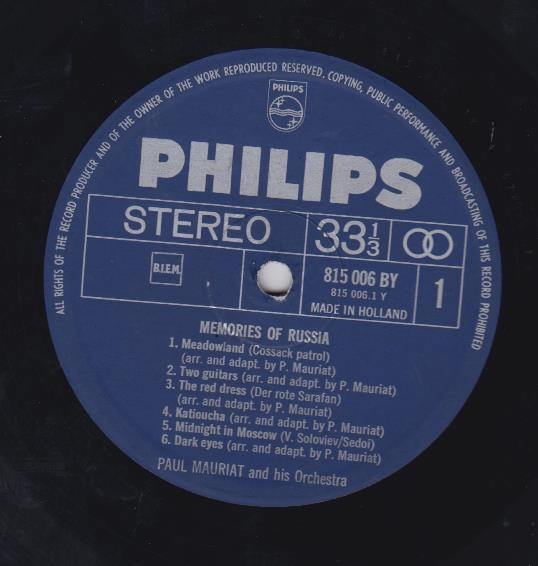 ALL RIGHTS OF THE RECORD PRODUCER AND OF THE OWNER OF THE WORK REPRODUCED RESERVED. COPYING, PUBLIC PERFORMANCE AND BROADCASTING OF THIS RECORD PROHIBITED
PHILIPS
PHILIPS
STEREO
33 1/3
B.I.E.M.
815 006 BY
815 006.1 Y
MADE IN HOLLAND
1
MEMORIES OF RUSSIA
1. Meadowland (Cossack patrol)
(arr. and adapt. by P. Mauriat)
2. Two guitars (arr. and adapt. by P. Mauriat)
3. The red dress (Der rote Sarafan)
(arr. and adapt. by P. Mauriat)
4. Katioucha (arr. and adapt. by P. Mauriat)
5. Midnight in Moscow (V. Soloviev/Sedoi)
6. Dark eyes (arr. and adapt. by P. Mauriat)
PAUL MAURIAT and his Orchestra